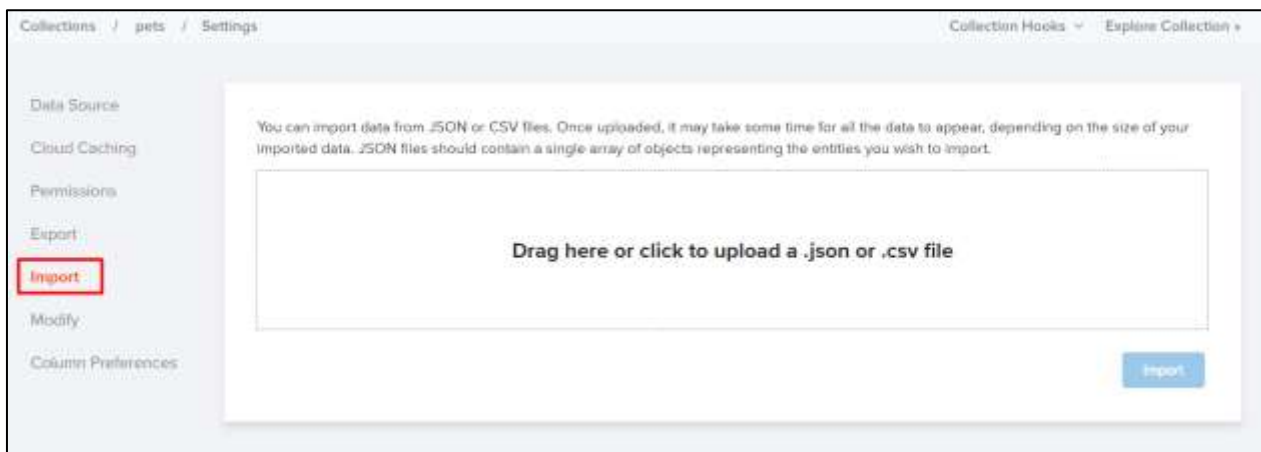 Collections / pets / Settings
Collection Hooks Explore Collection »
Data Source
Cloud Caching
Permissions
Export
Import
Modify
Column Preferences
You can import data from JSON or CSV files. Once uploaded, it may take some time for all the data to appear, depending on the size of your
imported data. JSON files should contain a single array of objects representing the entities you wish to import.
Drag here or click to upload a .json or .csv file
Import